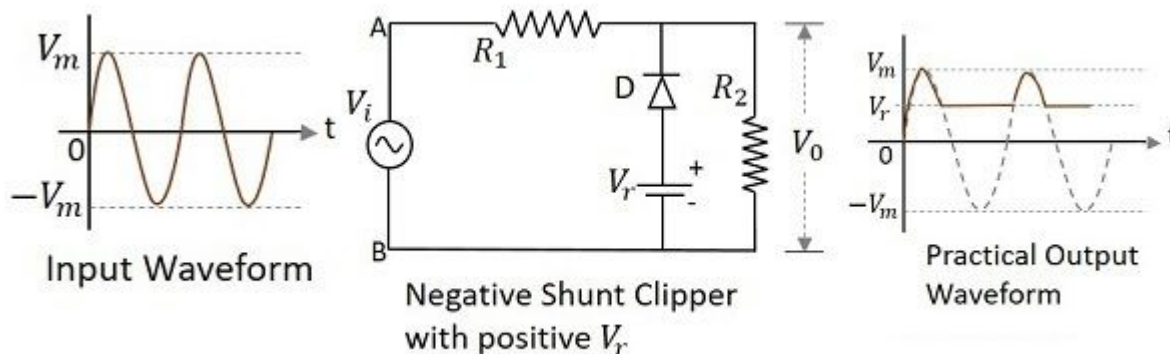 V_m
0
t
-V_m
Input Waveform
A
R_1
V_i
D
R_2
V_r
+
-
V_0
B
Negative Shunt Clipper
with positive V_r
V_m
V_r
0
t
-V_m
Practical Output
Waveform